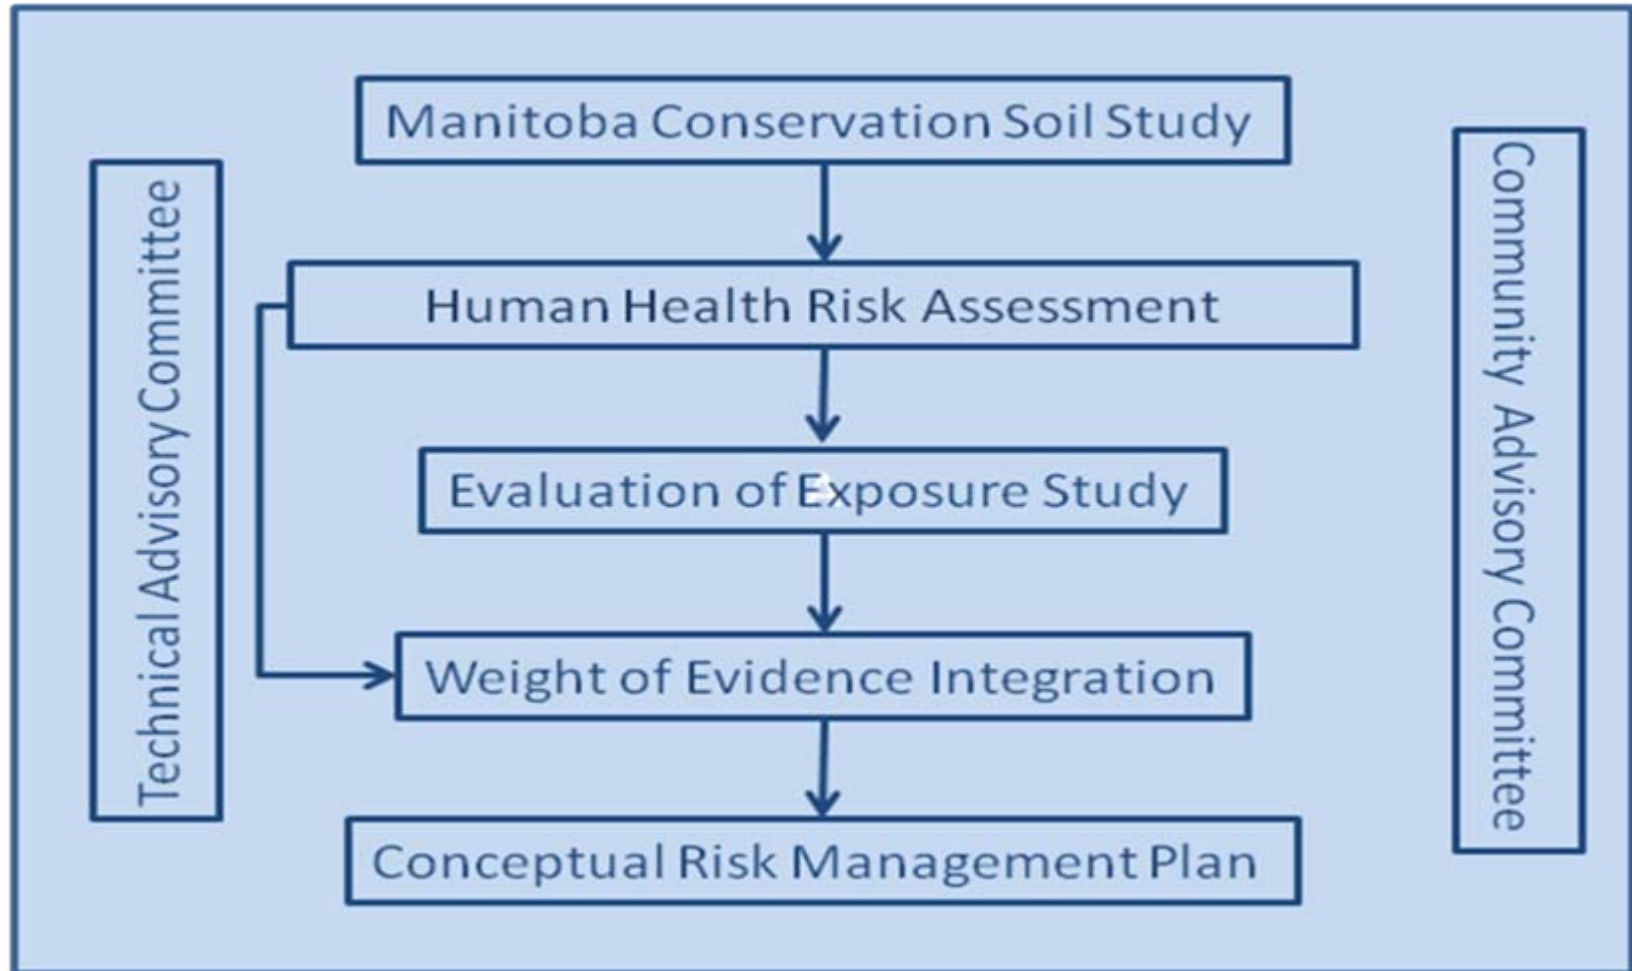 Manitoba Conservation Soil Study
Technical Advisory Committee
Human Health Risk Assessment
Evaluation of Exposure Study
Weight of Evidence Integration
Conceptual Risk Management Plan
Community Advisory Committee